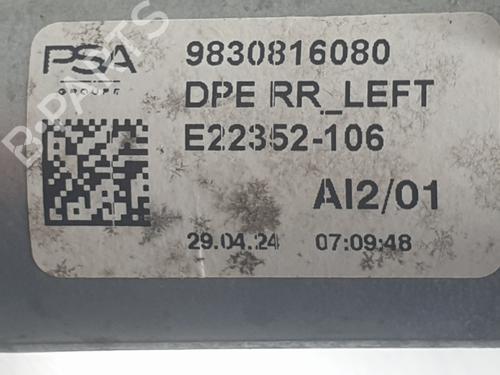 PSA
GROUPE
9830816080
DPE RR_LEFT
E22352-106
AI2/01
29.04.24 07:09:48
B-PARTS